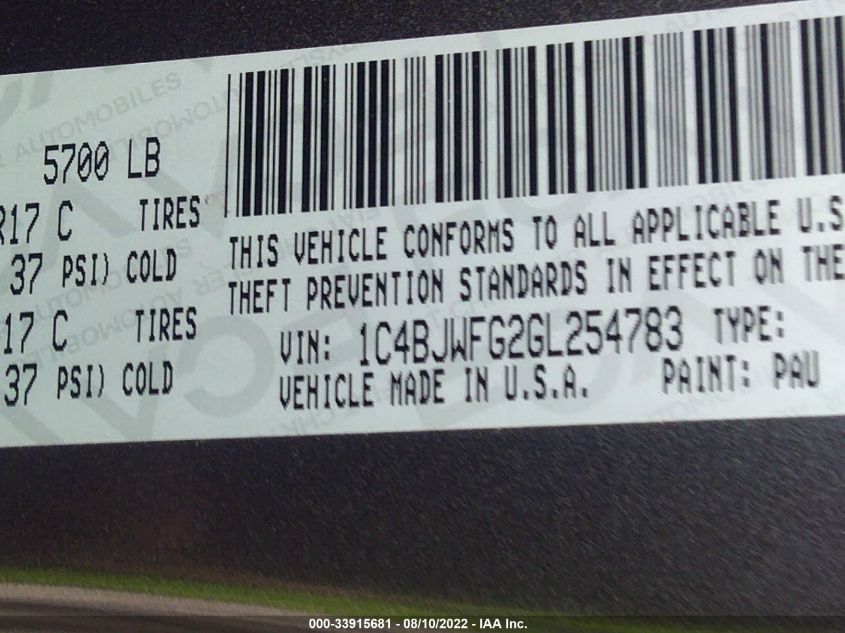 5700 LB
R17 C TIRES
37 PSI) COLD
17 C TIRES
37 PSI) COLD
THIS VEHICLE CONFORMS TO ALL APPLICABLE U.S
THEFT PREVENTION STANDARDS IN EFFECT ON THE
VIN: 1C4BJWFG2GL254783 TYPE:
VEHICLE MADE IN U.S.A. PAINT: PAU
000-33915681 - 08/10/2022 - IAA Inc.